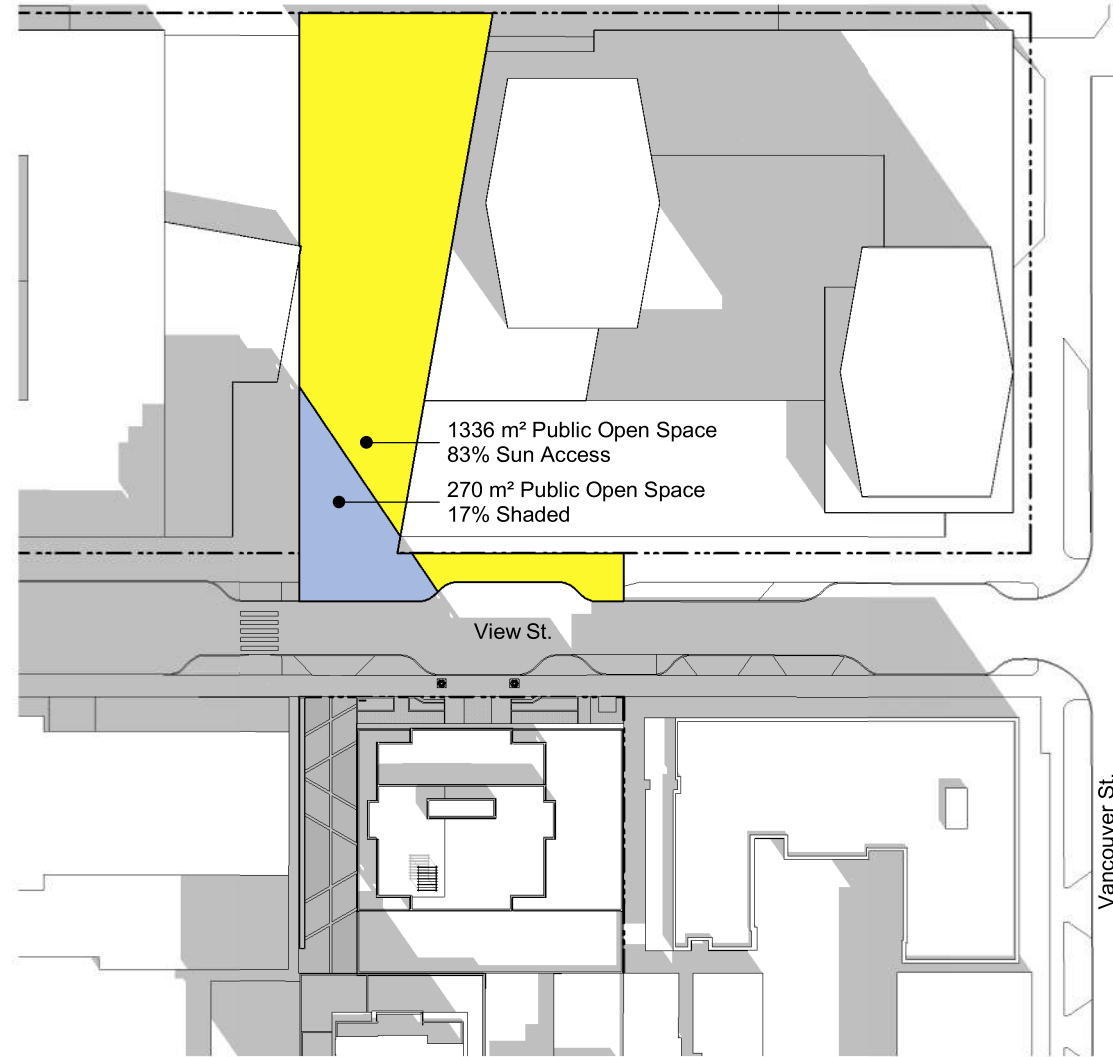 1336 m² Public Open Space
83% Sun Access
270 m² Public Open Space
17% Shaded
View St.
Vancouver St.